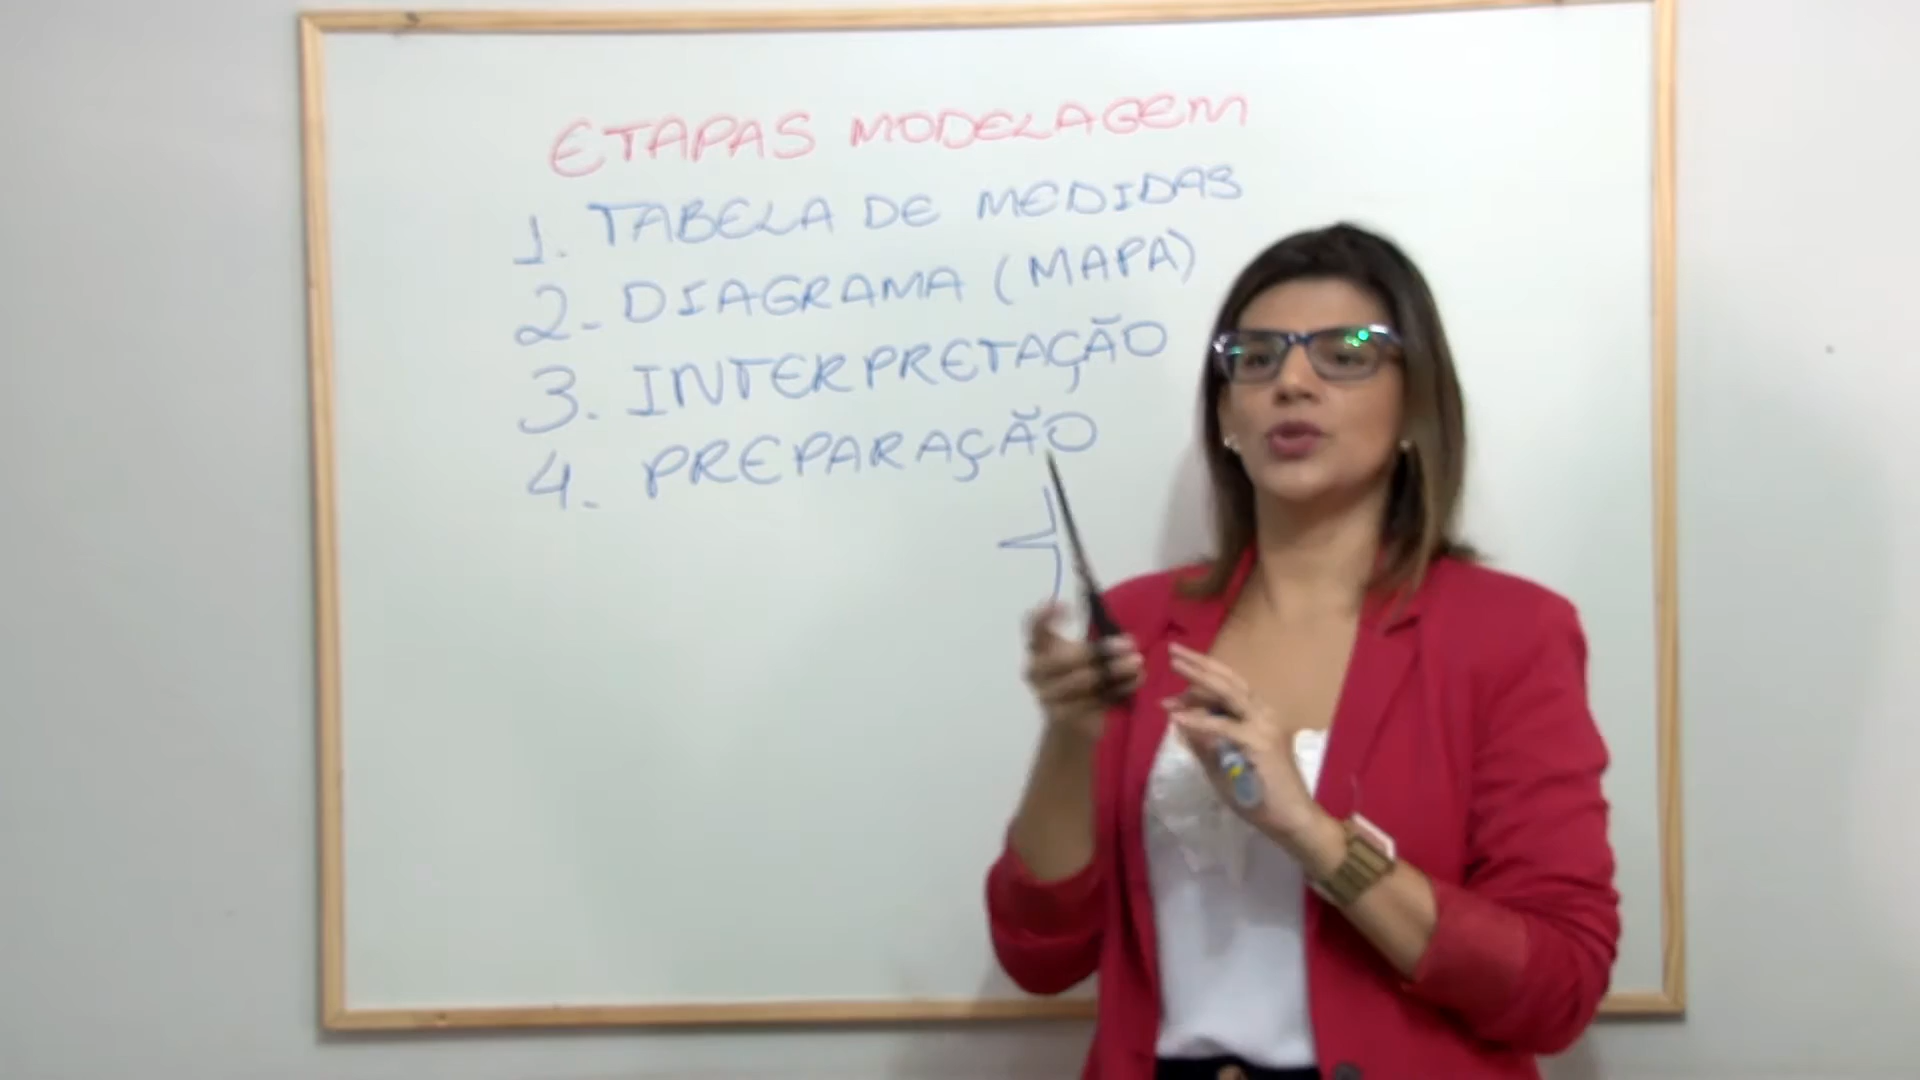 ETAPAS MODELAGEM
1. TABELA DE MEDIDAS
2- DIAGRAMA (MAPA)
3. INTERPRETAÇÃO
4. PREPARAÇÃO